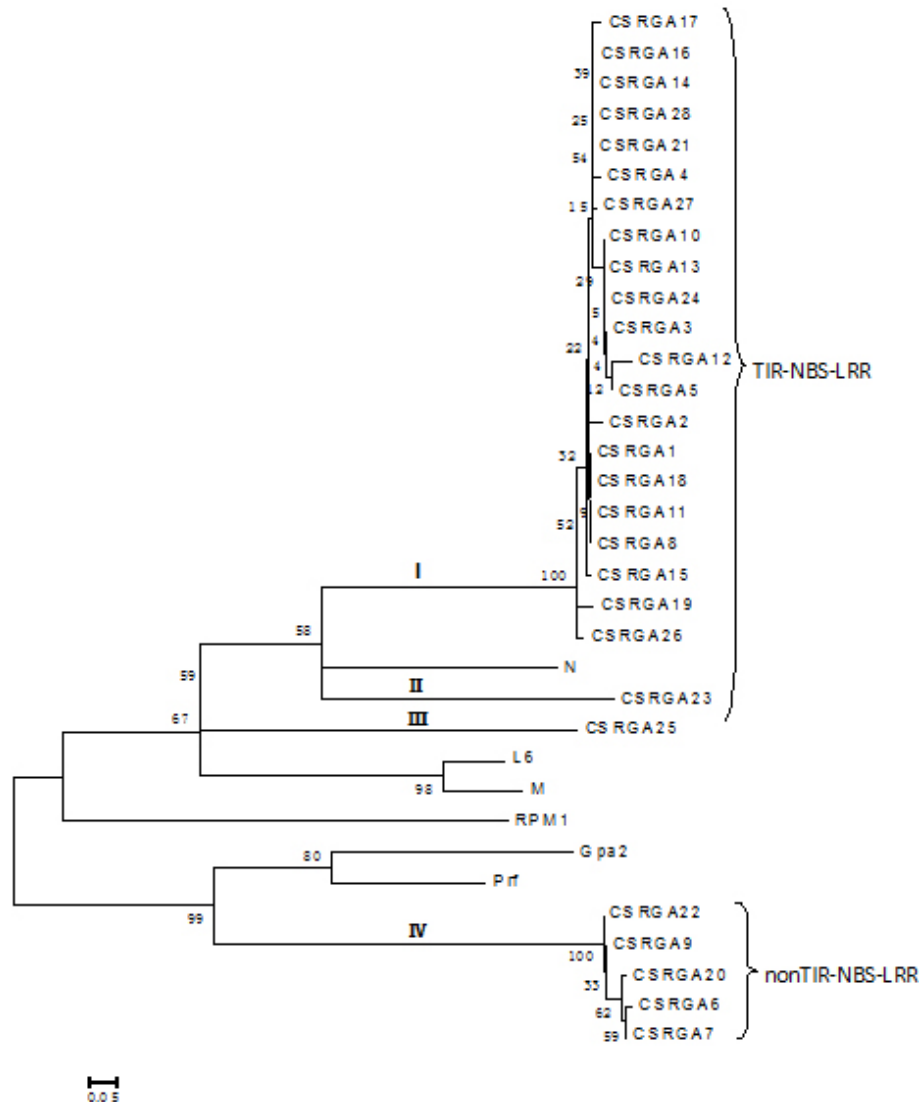 CSRGA17
CSRGA16
39
CSRGA14
CSRGA28
25
CSRGA21
54
CSRGA4
CSRGA27
15
CSRGA10
CSRGA13
29
CSRGA24
5
CSRGA3
4
22
CSRGA12
4
TIR-NBS-LRR
12
CSRGA5
CSRGA2
CSRGA1
32
CSRGA18
9
CSRGA11
52
CSRGA8
I
100
CSRGA15
CSRGA19
58
CSRGA26
N
59
II
CSRGA23
67
III
CSRGA25
L6
98
M
RPM1
80
Gpa2
Prf
99
CSRGA22
IV
CSRGA9
100
CSRGA20
nonTIR-NBS-LRR
33
CSRGA6
62
59
CSRGA7
0.05